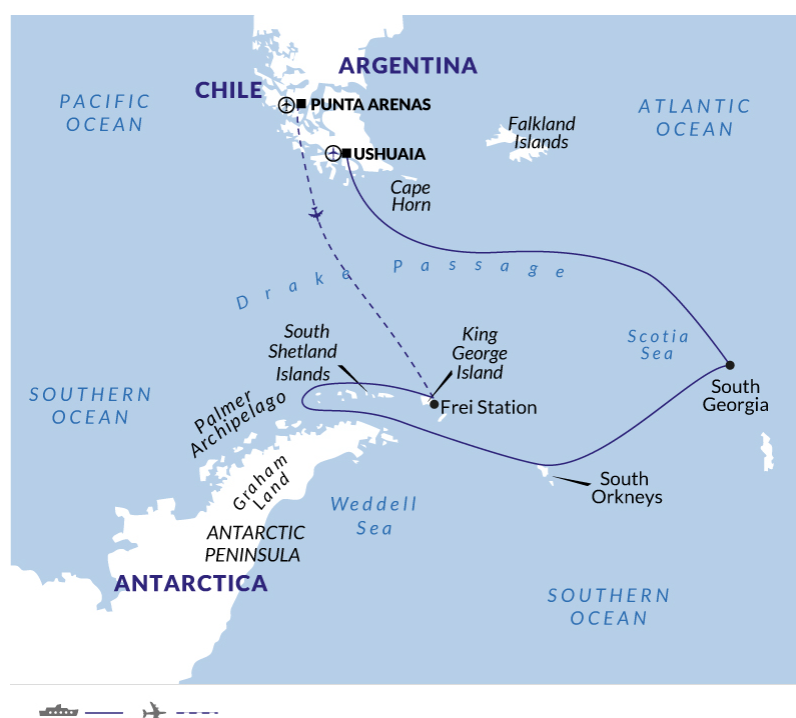 ARGENTINA
CHILE
PACIFIC
OCEAN
ATLANTIC
OCEAN
PUNTA ARENAS
Falkland
Islands
USHUAIA
Cape
Horn
Drake Passage
South
Shetland
Islands
King
George
Island
Scotia
Sea
SOUTHERN
OCEAN
Palmer
Archipelago
Frei Station
South
Georgia
Graham
Land
Weddell
Sea
South
Orkneys
ANTARCTIC
PENINSULA
ANTARCTICA
SOUTHERN
OCEAN